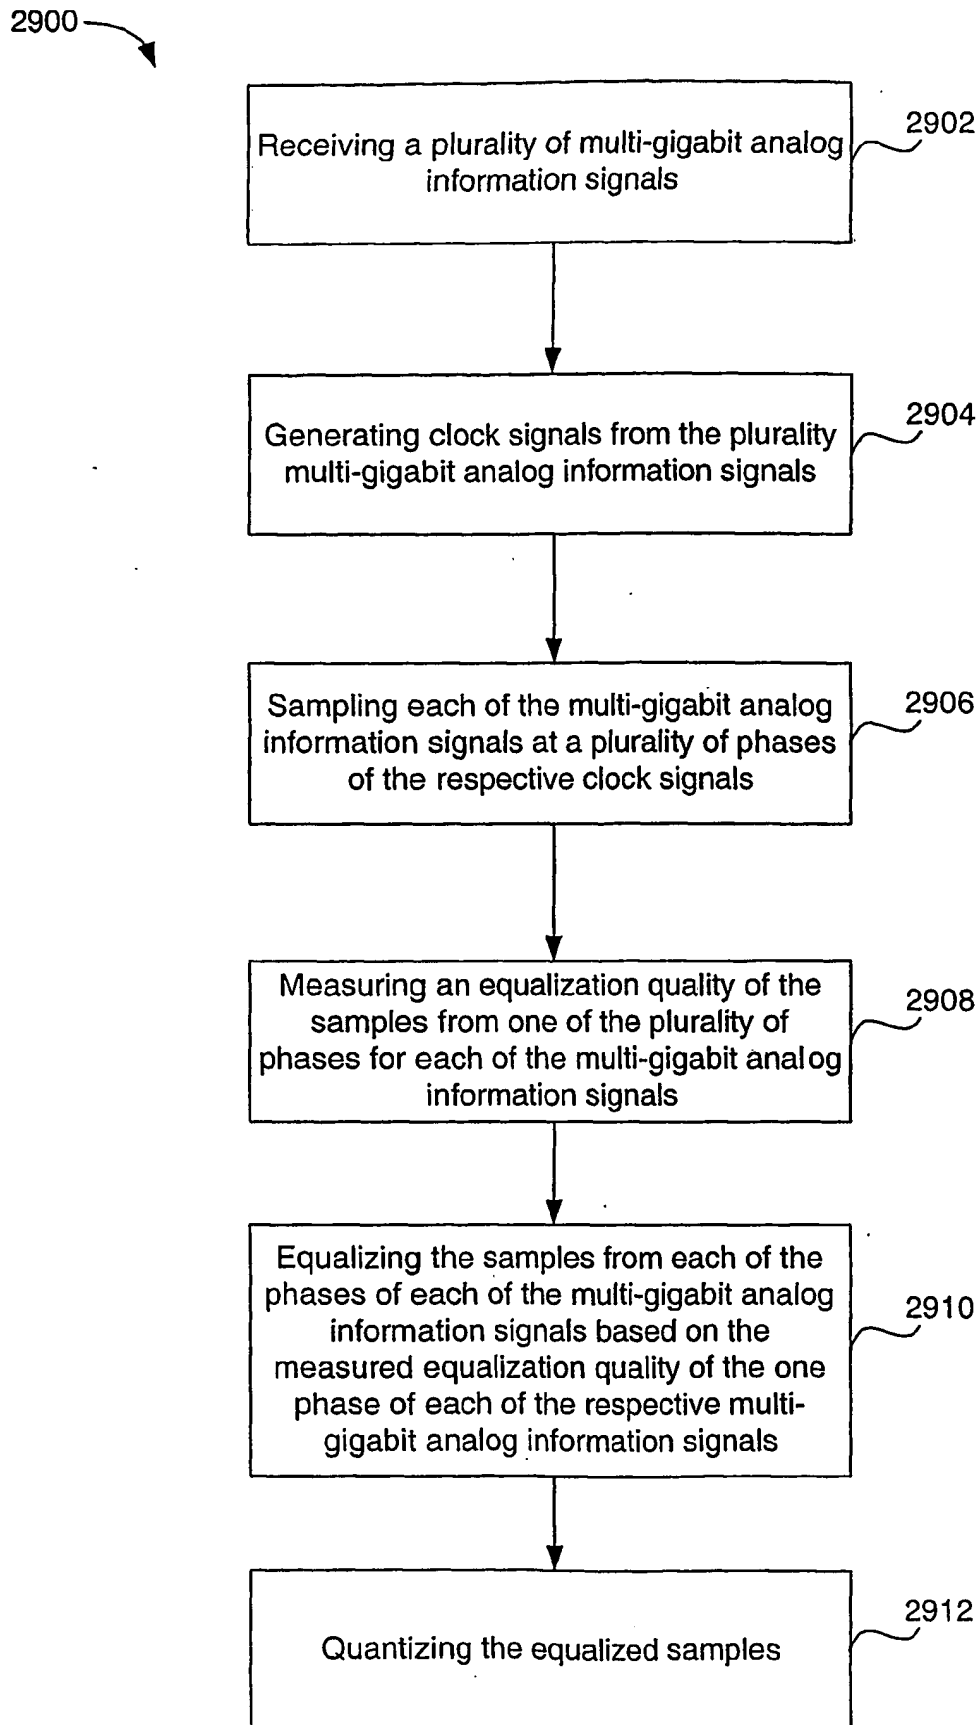 2900
2902
Receiving a plurality of multi-gigabit analog
information signals
2904
Generating clock signals from the plurality
multi-gigabit analog information signals
2906
Sampling each of the multi-gigabit analog
information signals at a plurality of phases
of the respective clock signals
2908
Measuring an equalization quality of the
samples from one of the plurality of
phases for each of the multi-gigabit analog
information signals
2910
Equalizing the samples from each of the
phases of each of the multi-gigabit analog
information signals based on the
measured equalization quality of the one
phase of each of the respective multi-
gigabit analog information signals
2912
Quantizing the equalized samples